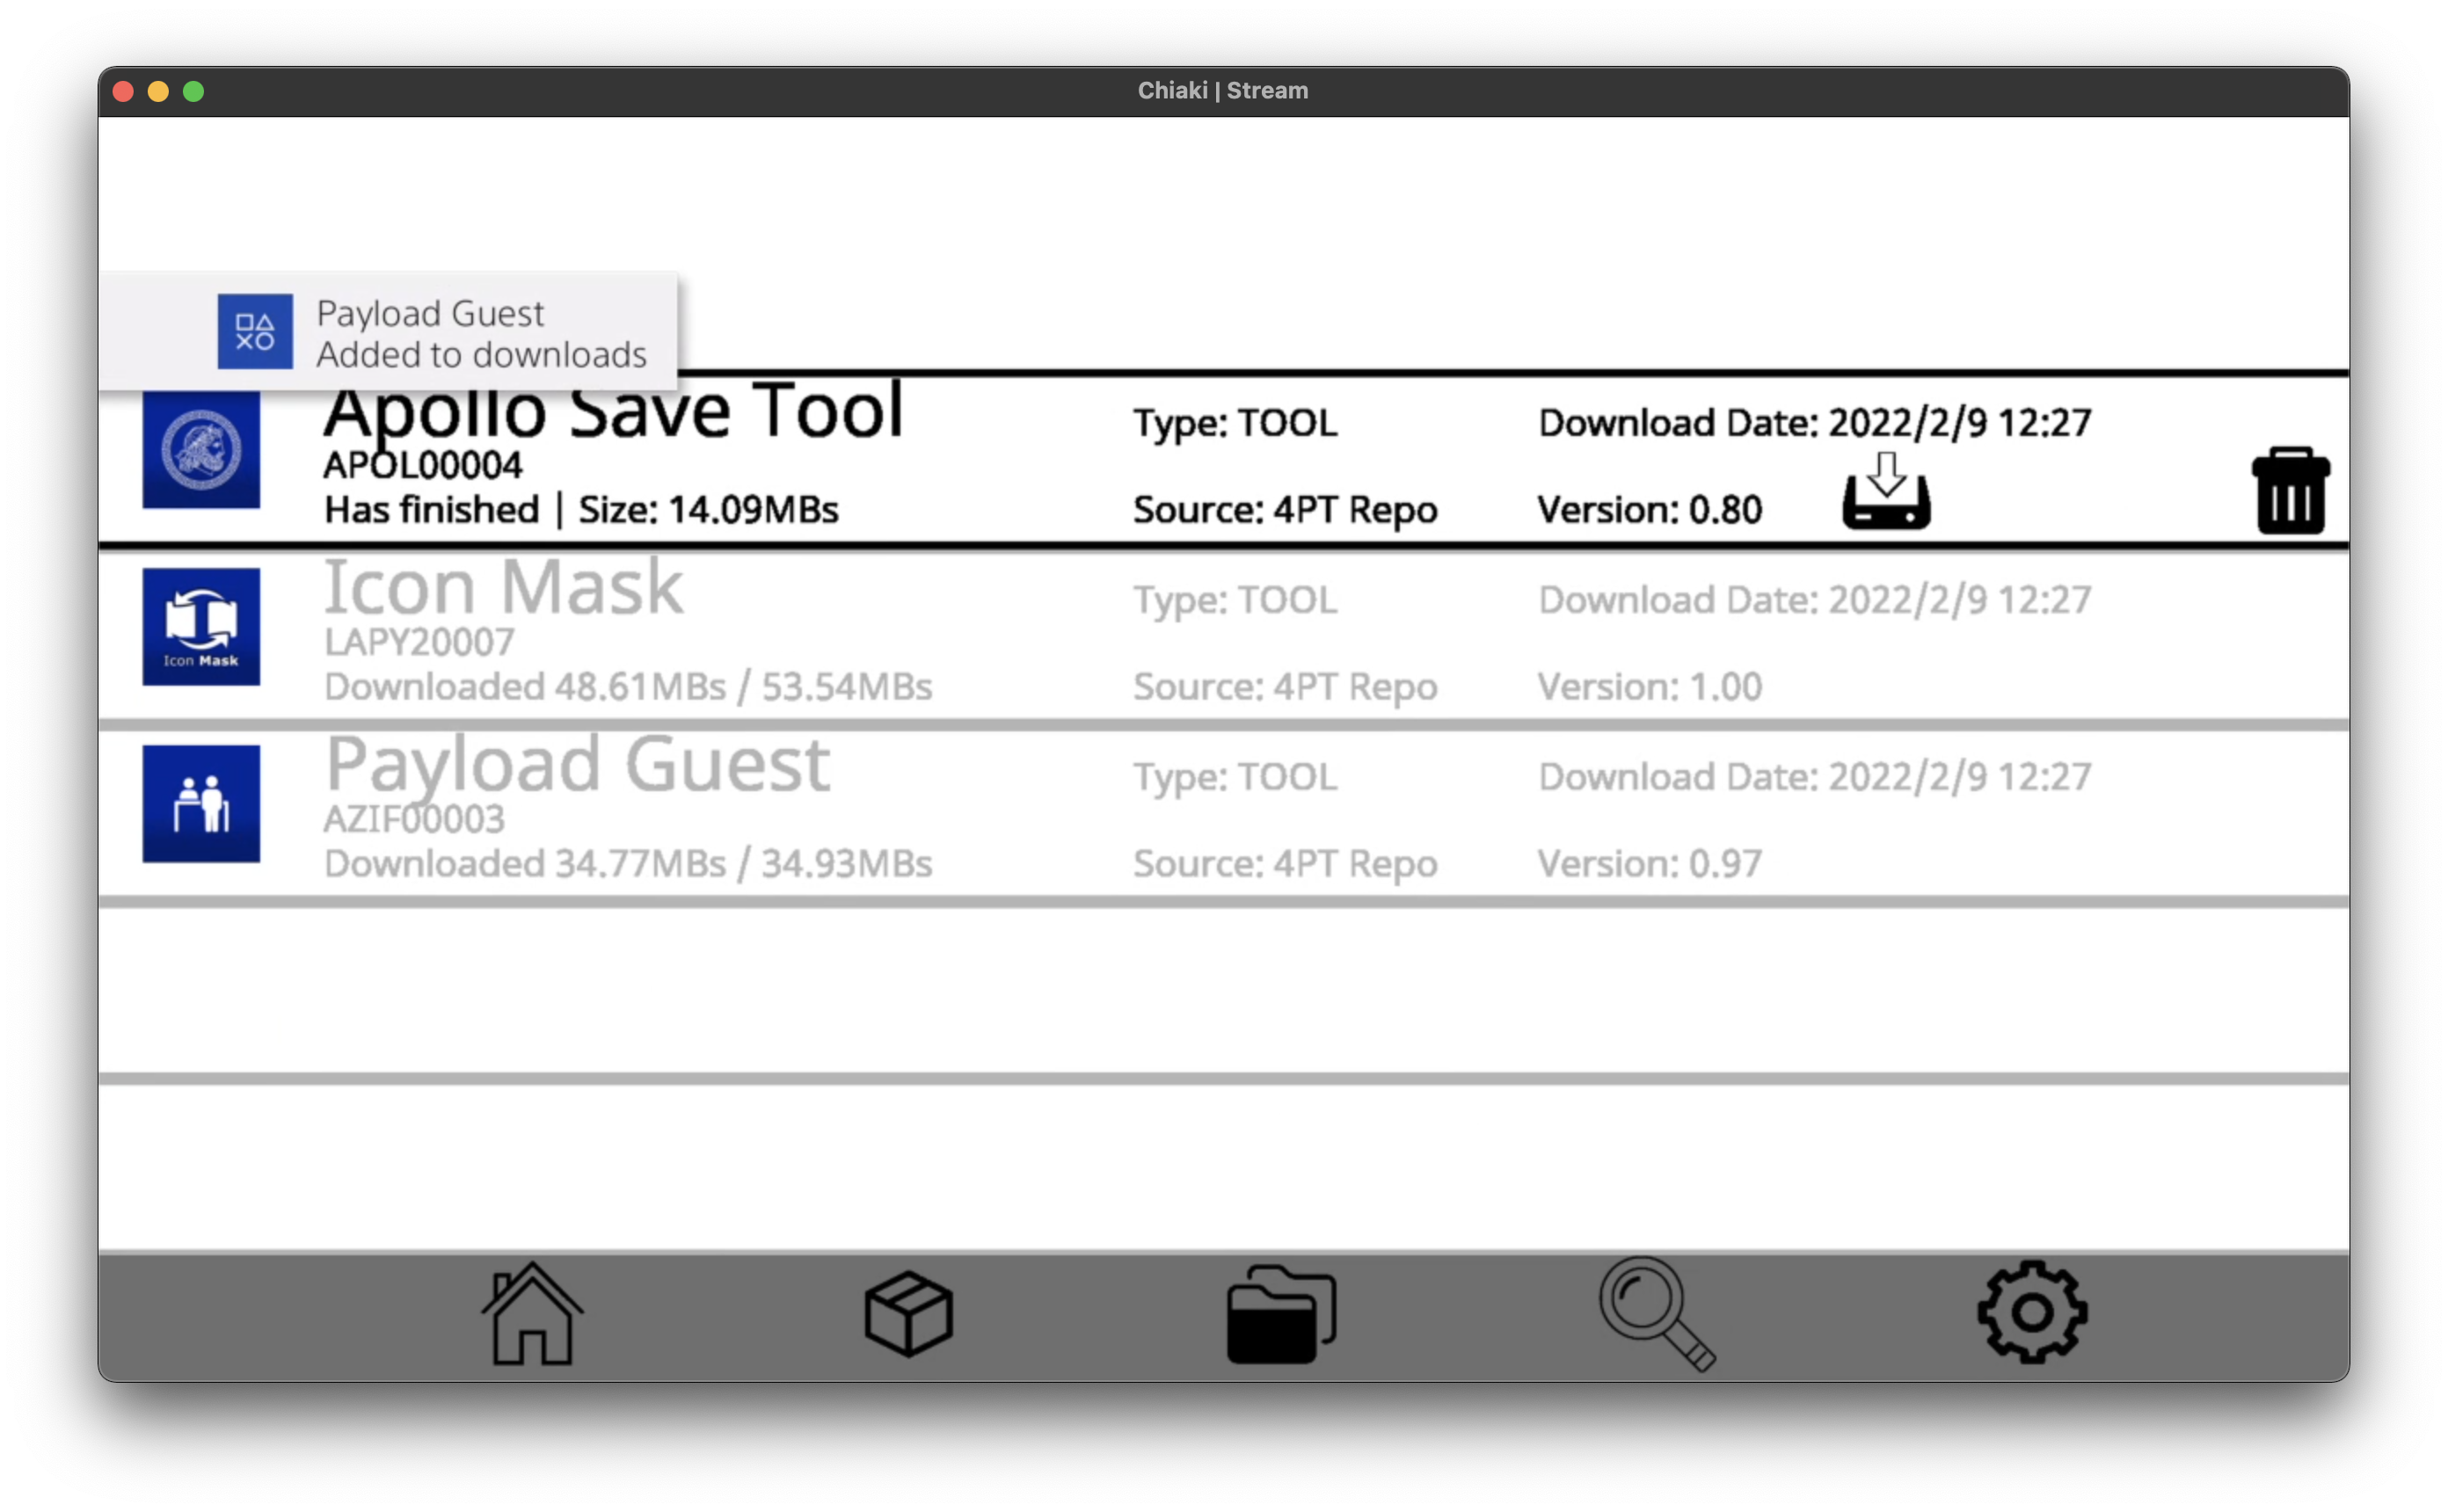 Chiaki | Stream
Payload Guest
Added to downloads
Apollo Save Tool
APOL00004
Has finished | Size: 14.09MBs
Type: TOOL
Source: 4PT Repo
Download Date: 2022/2/9 12:27
Version: 0.80
Icon Mask
Icon Mask
LAPY20007
Downloaded 48.61MBs / 53.54MBs
Type: TOOL
Source: 4PT Repo
Download Date: 2022/2/9 12:27
Version: 1.00
Payload Guest
AZIF00003
Downloaded 34.77MBs / 34.93MBs
Type: TOOL
Source: 4PT Repo
Download Date: 2022/2/9 12:27
Version: 0.97